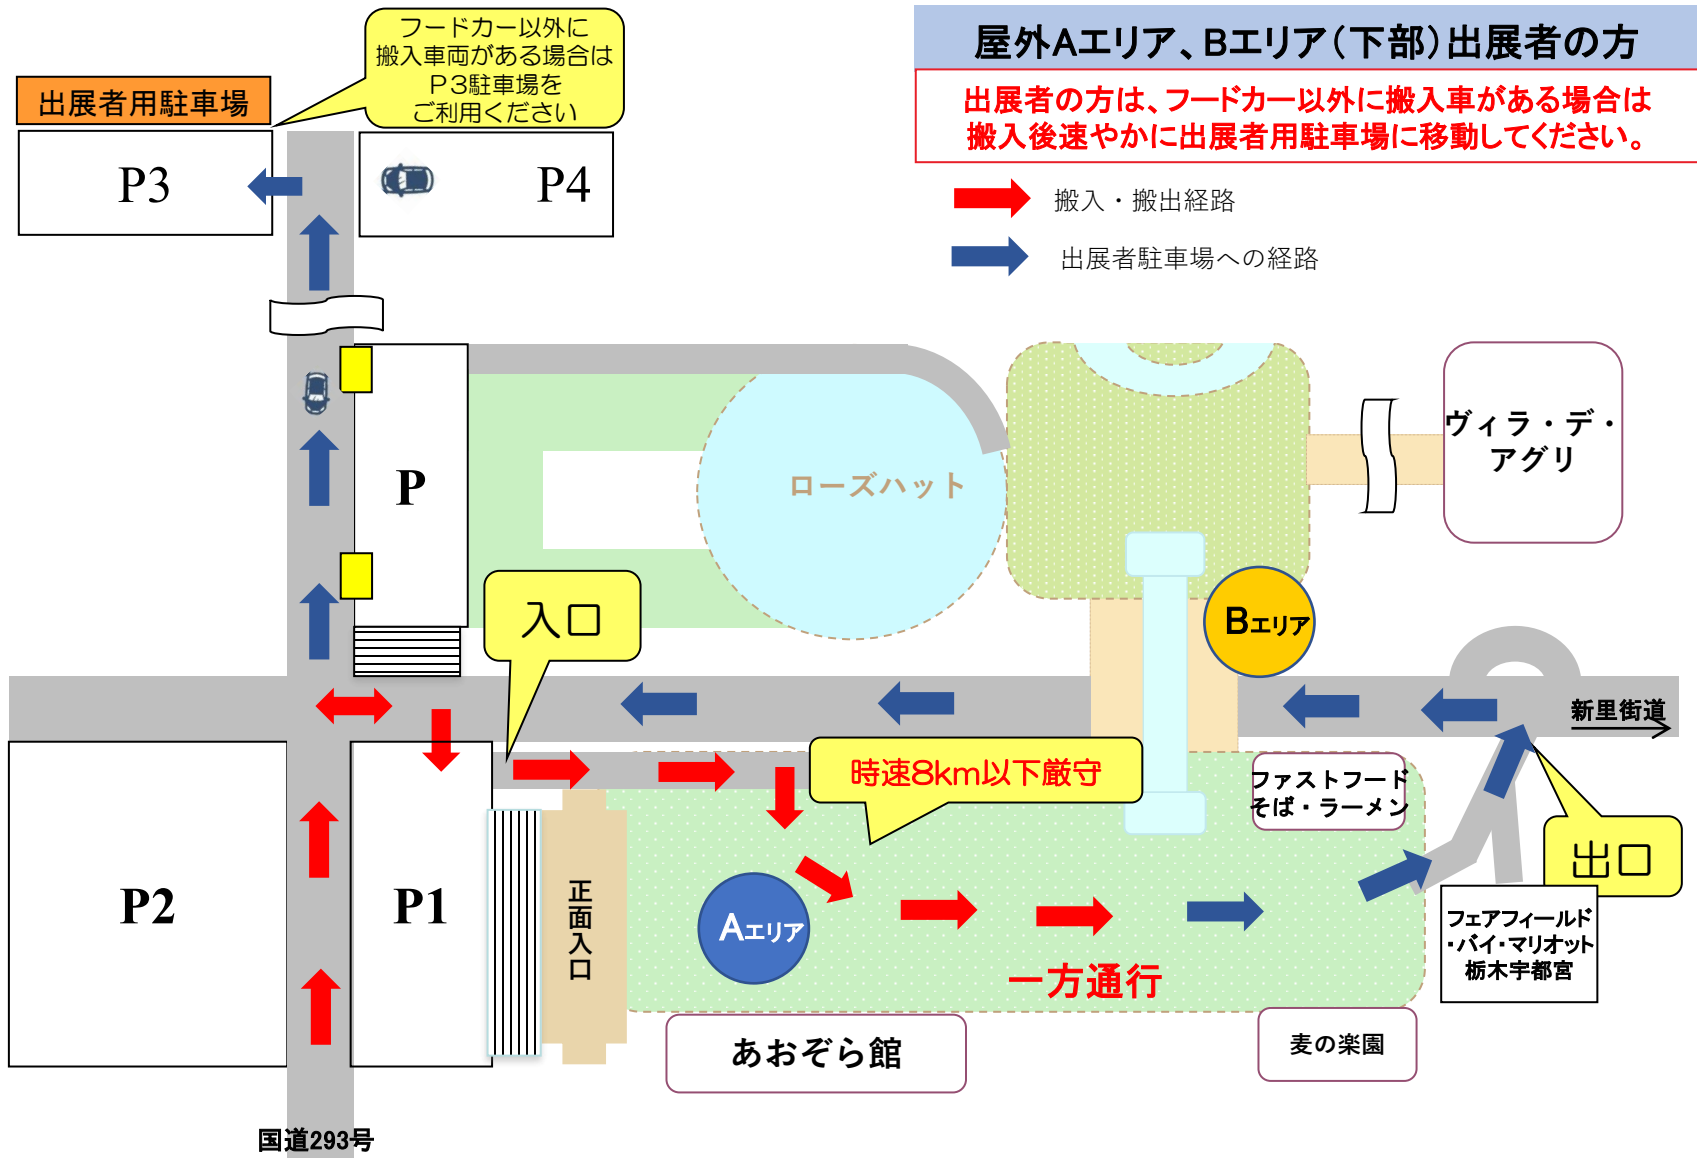 フードカー以外に
搬入車両がある場合は
P3駐車場を
ご利用ください
屋外Aエリア、Bエリア(下部)出展者の方
出展者の方は、フードカー以外に搬入車がある場合は
搬入後速やかに出展者用駐車場に移動してください。
出展者用駐車場
P3
P4
搬入・搬出経路
出展者駐車場への経路
P
ローズハット
ヴィラ・デ・
アグリ
入口
Bエリア
新里街道
時速8km以下厳守
ファストフード
そば・ラーメン
出口
P2
P1
正面入口
Aエリア
一方通行
フェアフィールド
・バイ・マリオット
栃木宇都宮
あおぞら館
麦の楽園
国道293号